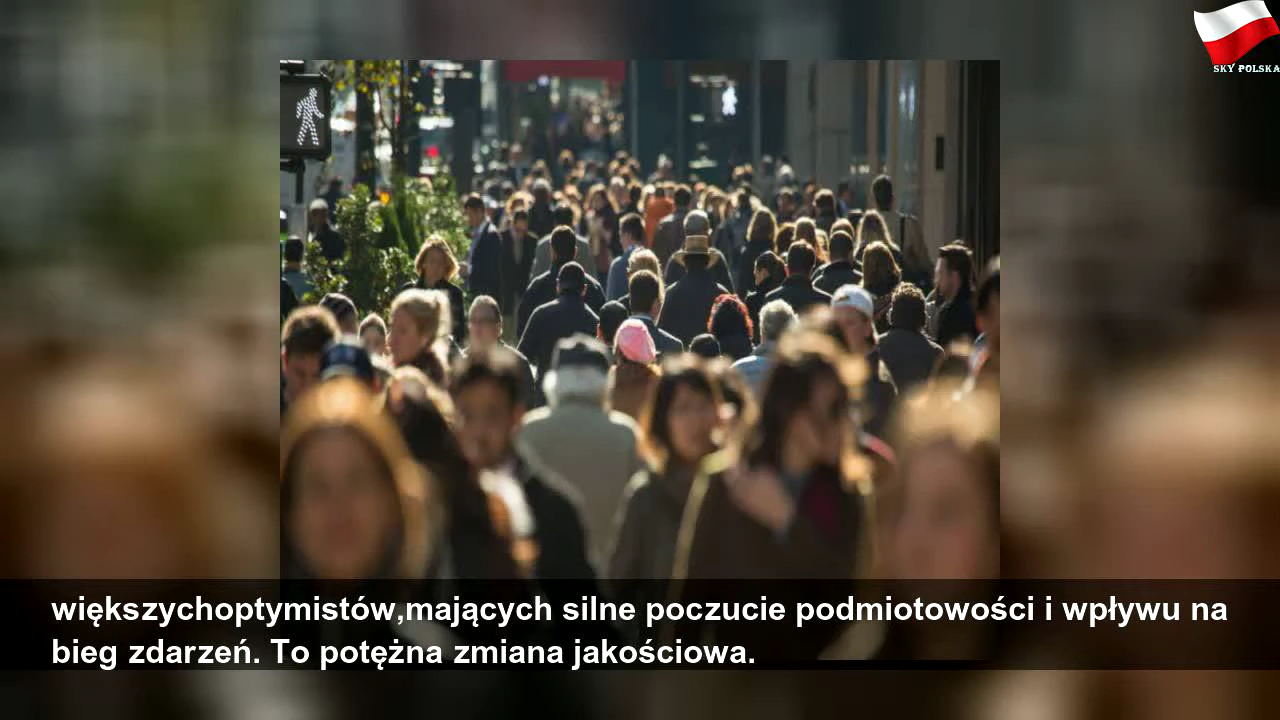 SKY POLSKA
większychoptymistów,mających silne poczucie podmiotowości i wpływu na
bieg zdarzeń. To potężna zmiana jakościowa.